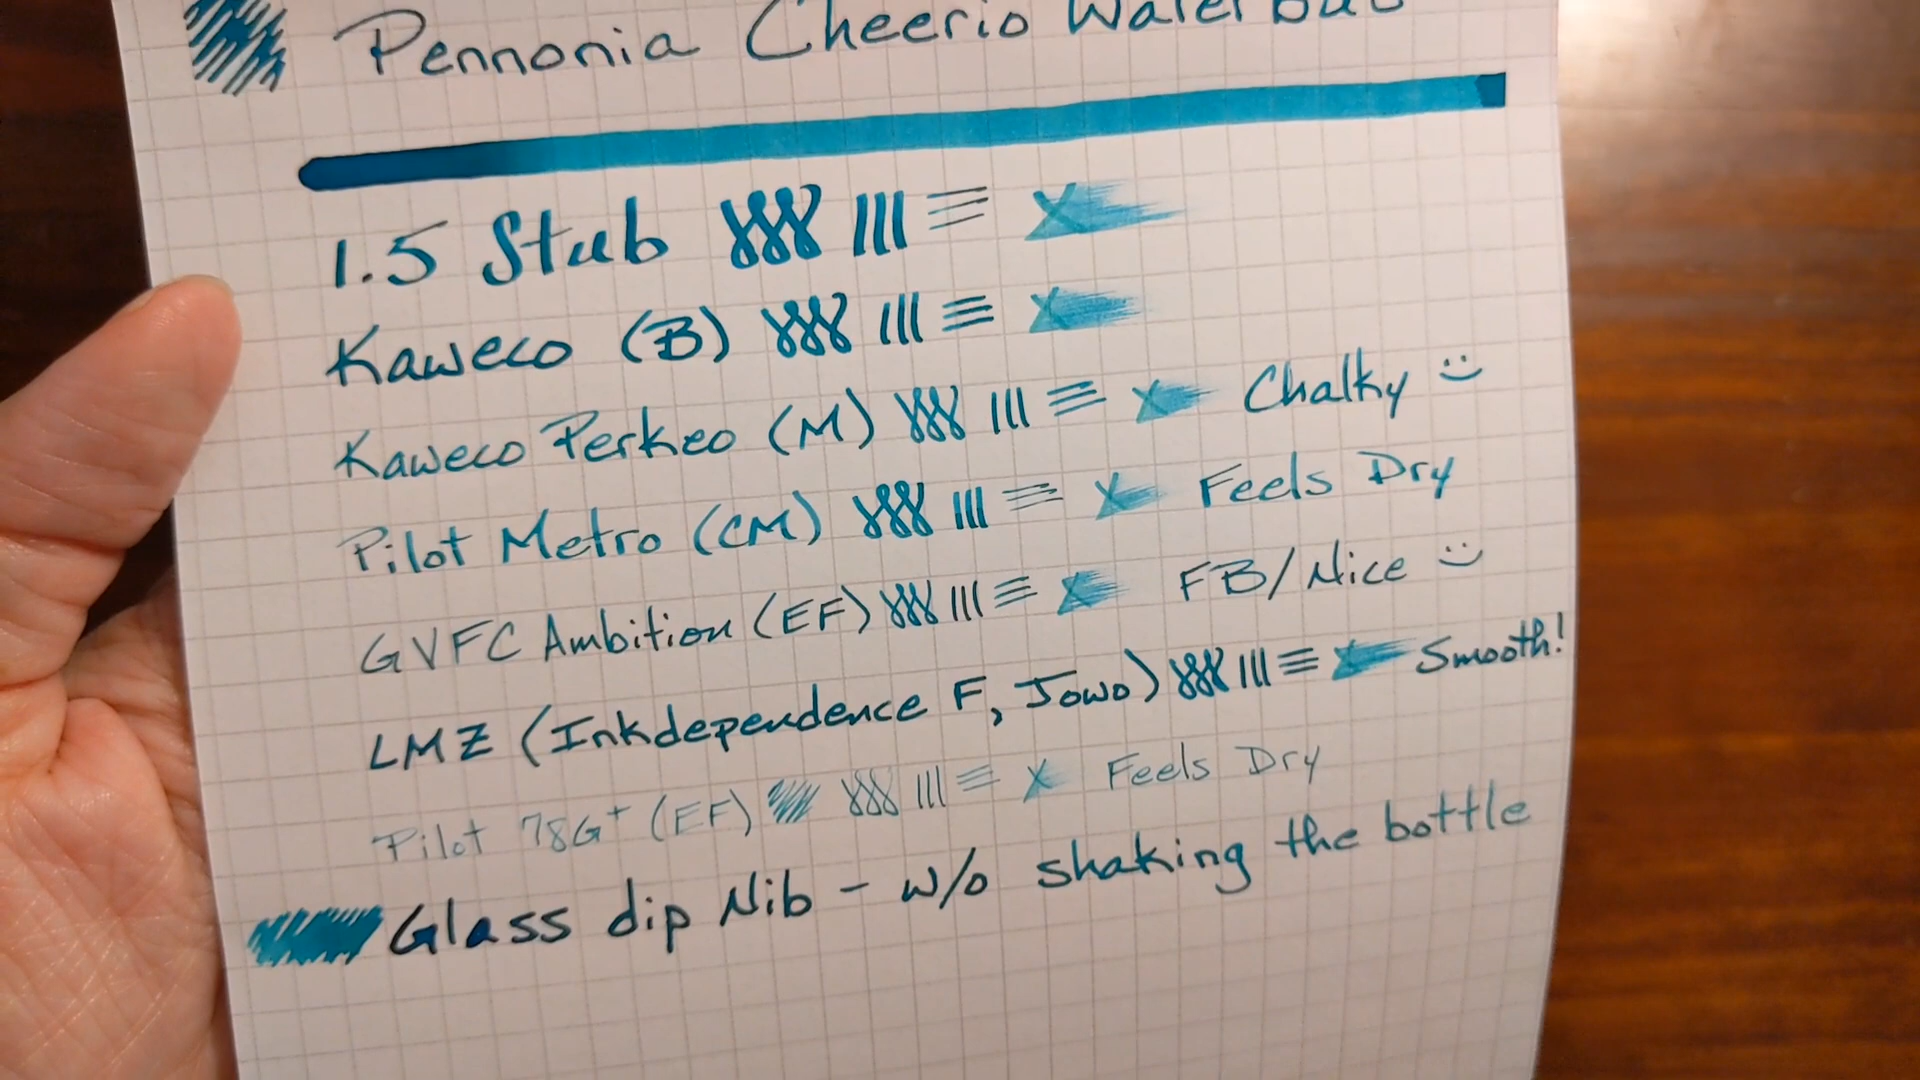 Pennonia Cheerio
1.5 Stub
Kaweco (B)
Kaweco Perkeo (M) Chalky :)
Pilot Metro (CM) Feels Dry
GVFC Ambition (EF) FB/Nice :)
LMZ (Inkdependence F, Jowo) Smooth!
Pilot 78G+ (EF) Feels Dry
Glass dip Nib - w/o shaking the bottle